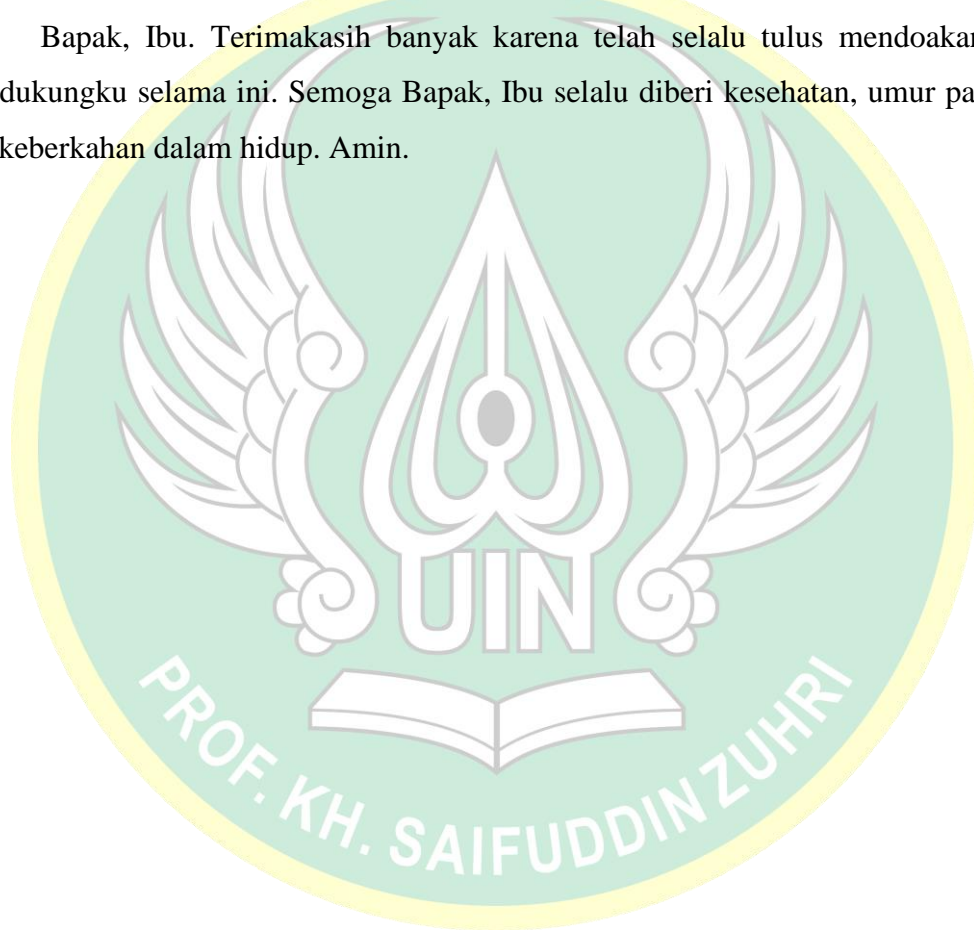 Bapak, Ibu. Terimakasih banyak karena telah selalu tulus mendoakan
dukungku selama ini. Semoga Bapak, Ibu selalu diberi kesehatan, umur pa
keberkahan dalam hidup. Amin.
UIN
PROF. KH. SAIFUDDIN ZUHRI